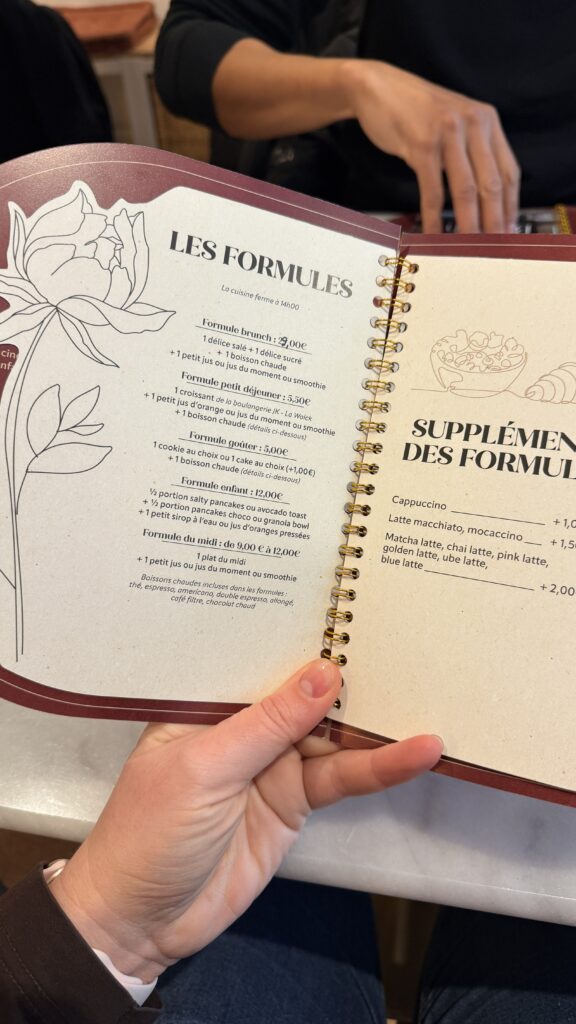 LES FORMULES
La cuisine ferme à 14h00
Formule brunch : 29,00€
1 délice salé + 1 délice sucré
+ 1 boisson chaude
+ 1 petit jus ou jus du moment ou smoothie
Formule petit déjeuner : 5,50€
1 croissant de la boulangerie JK - La Wack
+ 1 petit jus d'orange ou jus du moment ou smoothie
+ 1 boisson chaude (détails ci-dessous)
Formule goûter : 5,00€
1 cookie au choix ou 1 cake au choix (+1,00€)
+ 1 boisson chaude (détails ci-dessous)
Formule enfant : 12,00€
½ portion salty pancakes ou avocado toast
+ ½ portion pancakes choco ou granola bowl
+ 1 petit sirop à l'eau ou jus d'oranges pressées
Formule du midi : de 9,00 € à 12,00€
1 plat du midi
+ 1 petit jus ou jus du moment ou smoothie
Boissons chaudes incluses dans les formules :
thé, espresso, americano, double espresso, allongé,
café filtre, chocolat chaud
SUPPLÉMEN
DES FORMUL
Cappuccino + 1,0
Latte macchiato, mocaccino + 1,5
Matcha latte, chai latte, pink latte,
golden latte, ube latte,
blue latte + 2,00